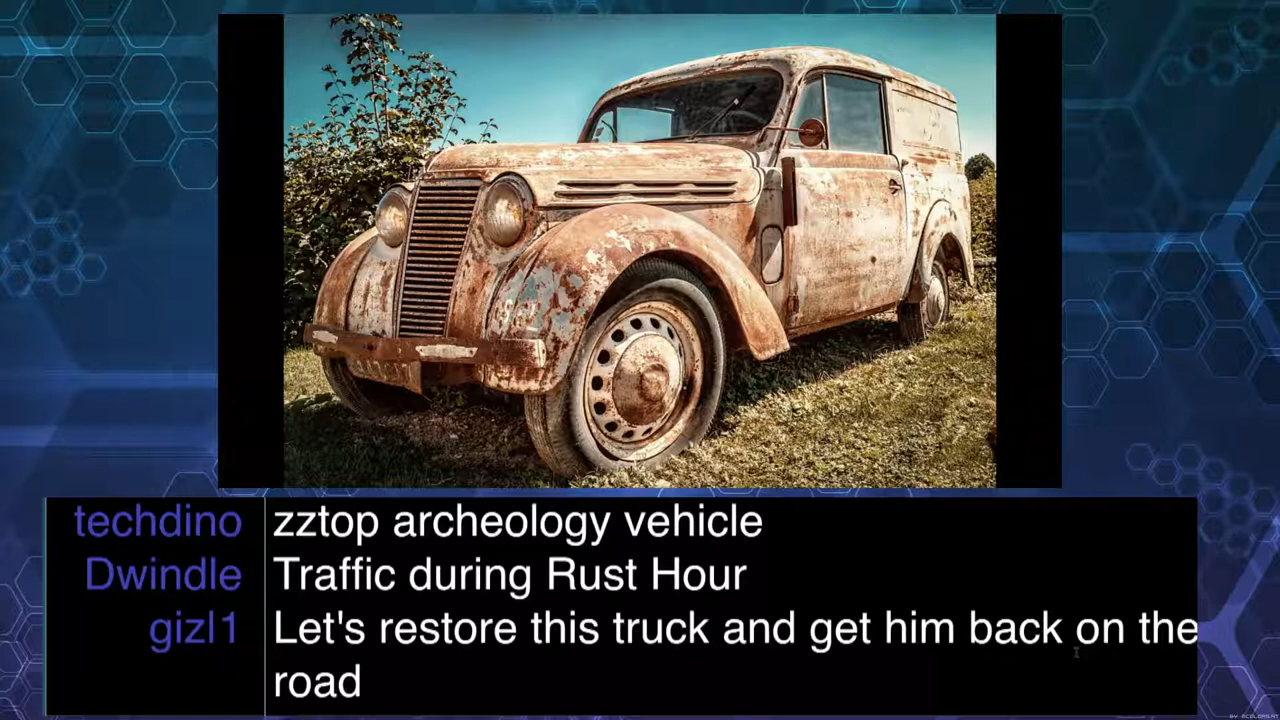 techdino zztop archeology vehicle
Dwindle Traffic during Rust Hour
gizl1 Let's restore this truck and get him back on the
road